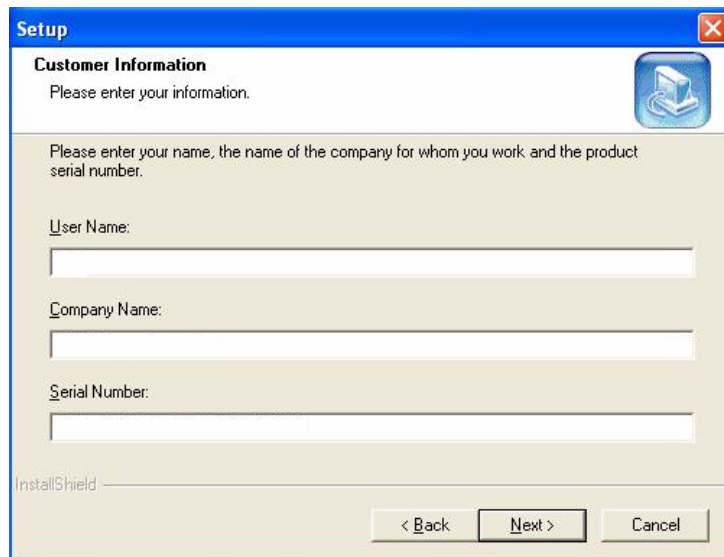 Setup
Customer Information
Please enter your information.
Please enter your name, the name of the company for whom you work and the product
serial number.
User Name:
Company Name:
Serial Number:
InstallShield
< Back Next > Cancel